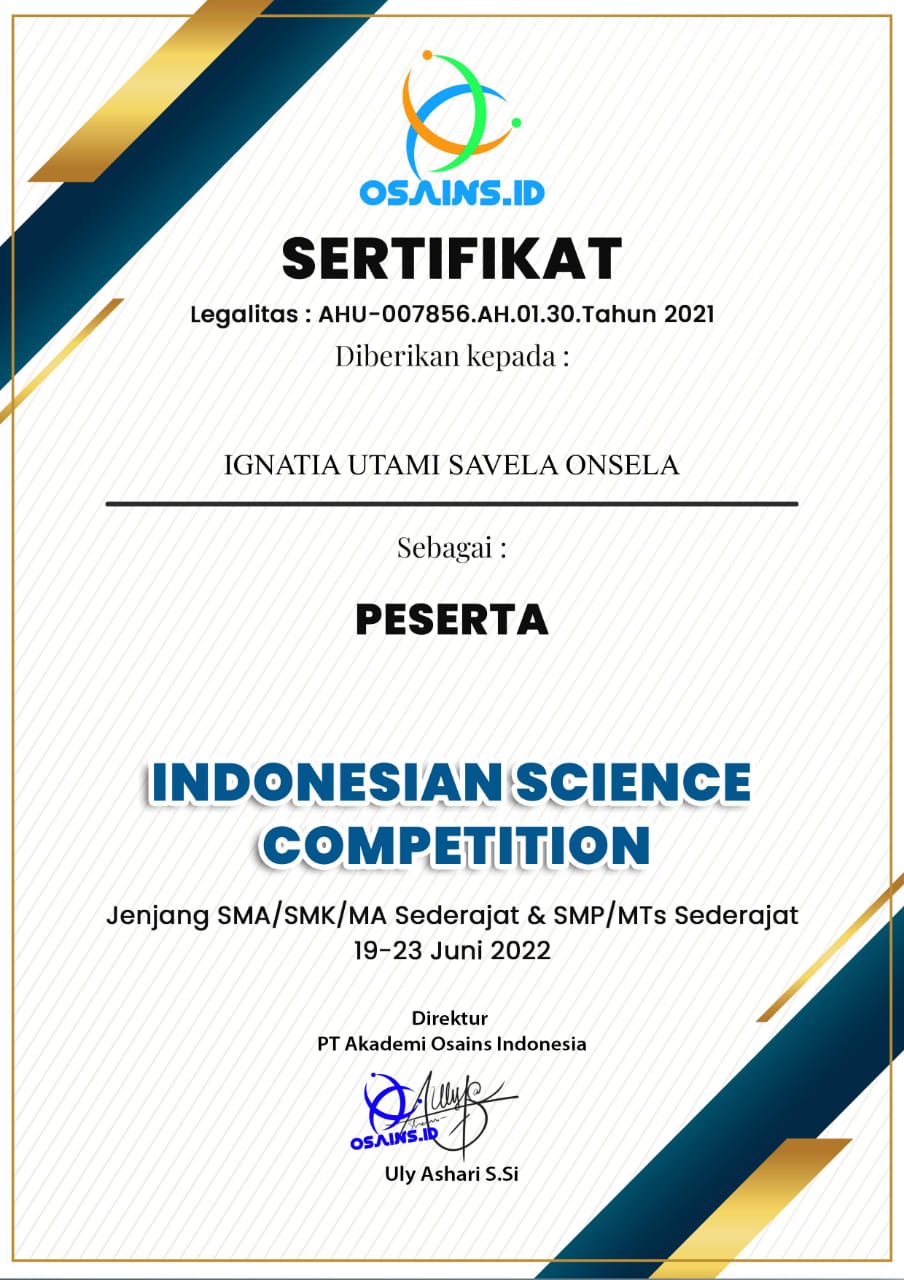 OSAINS.ID
SERTIFIKAT
Legalitas : AHU-007856.AH.01.30.Tahun 2021
Diberikan kepada :
IGNATIA UTAMI SAVELA ONSELA
Sebagai :
PESERTA
INDONESIAN SCIENCE
COMPETITION
Jenjang SMA/SMK/MA Sederajat & SMP/MTs Sederajat
19-23 Juni 2022
Direktur
PT Akademi Osains Indonesia
OSAINS.ID
Uly Ashari S.Si